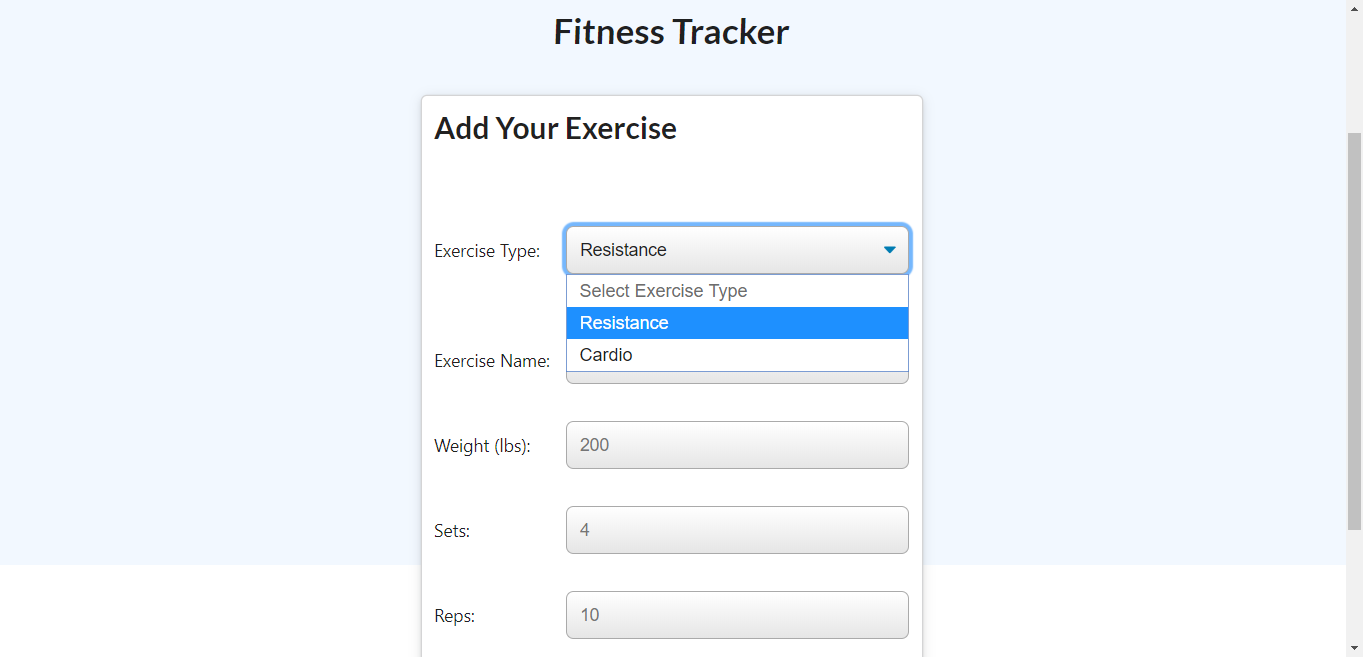 Fitness Tracker
Add Your Exercise
Exercise Type:
Resistance
Select Exercise Type
Resistance
Cardio
Exercise Name:
Weight (lbs):
200
Sets:
4
Reps:
10